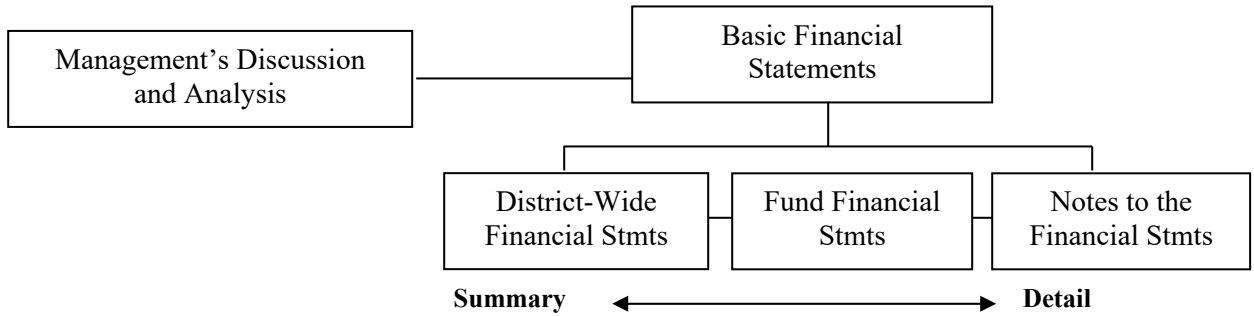 Management’s Discussion
and Analysis
Basic Financial
Statements
District-Wide
Financial Stmts
Fund Financial
Stmts
Notes to the
Financial Stmts
Summary
Detail